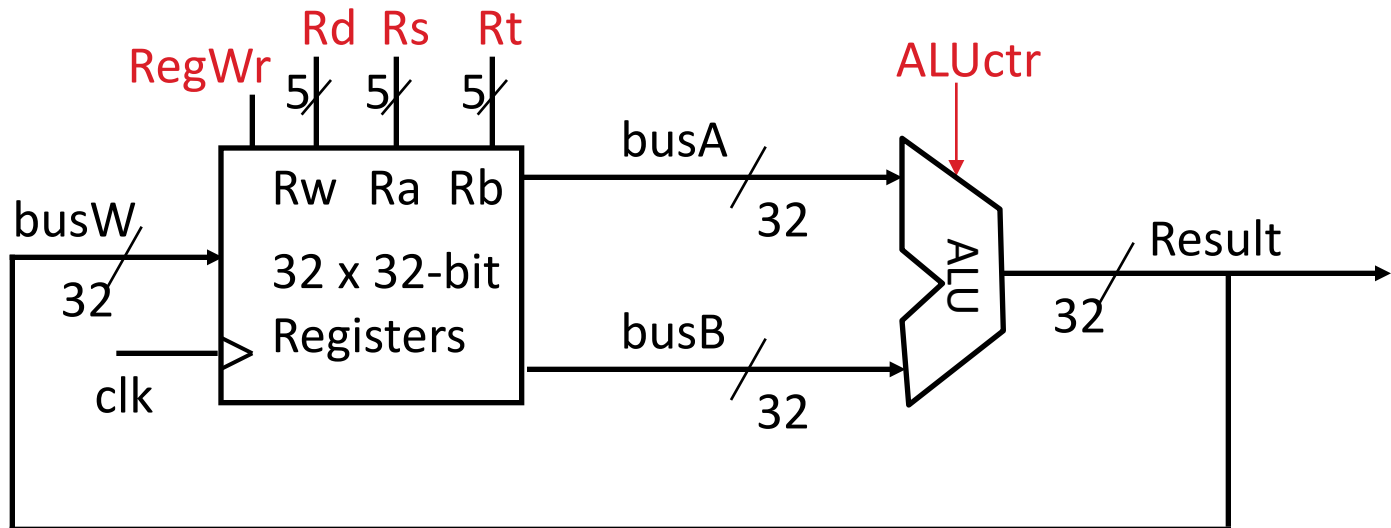 Rd Rs Rt
RegWr
ALUctr
5 5 5
busA
Rw Ra Rb
busW
32
Result
32 x 32-bit
ALU
32
32
busB
Registers
clk
32